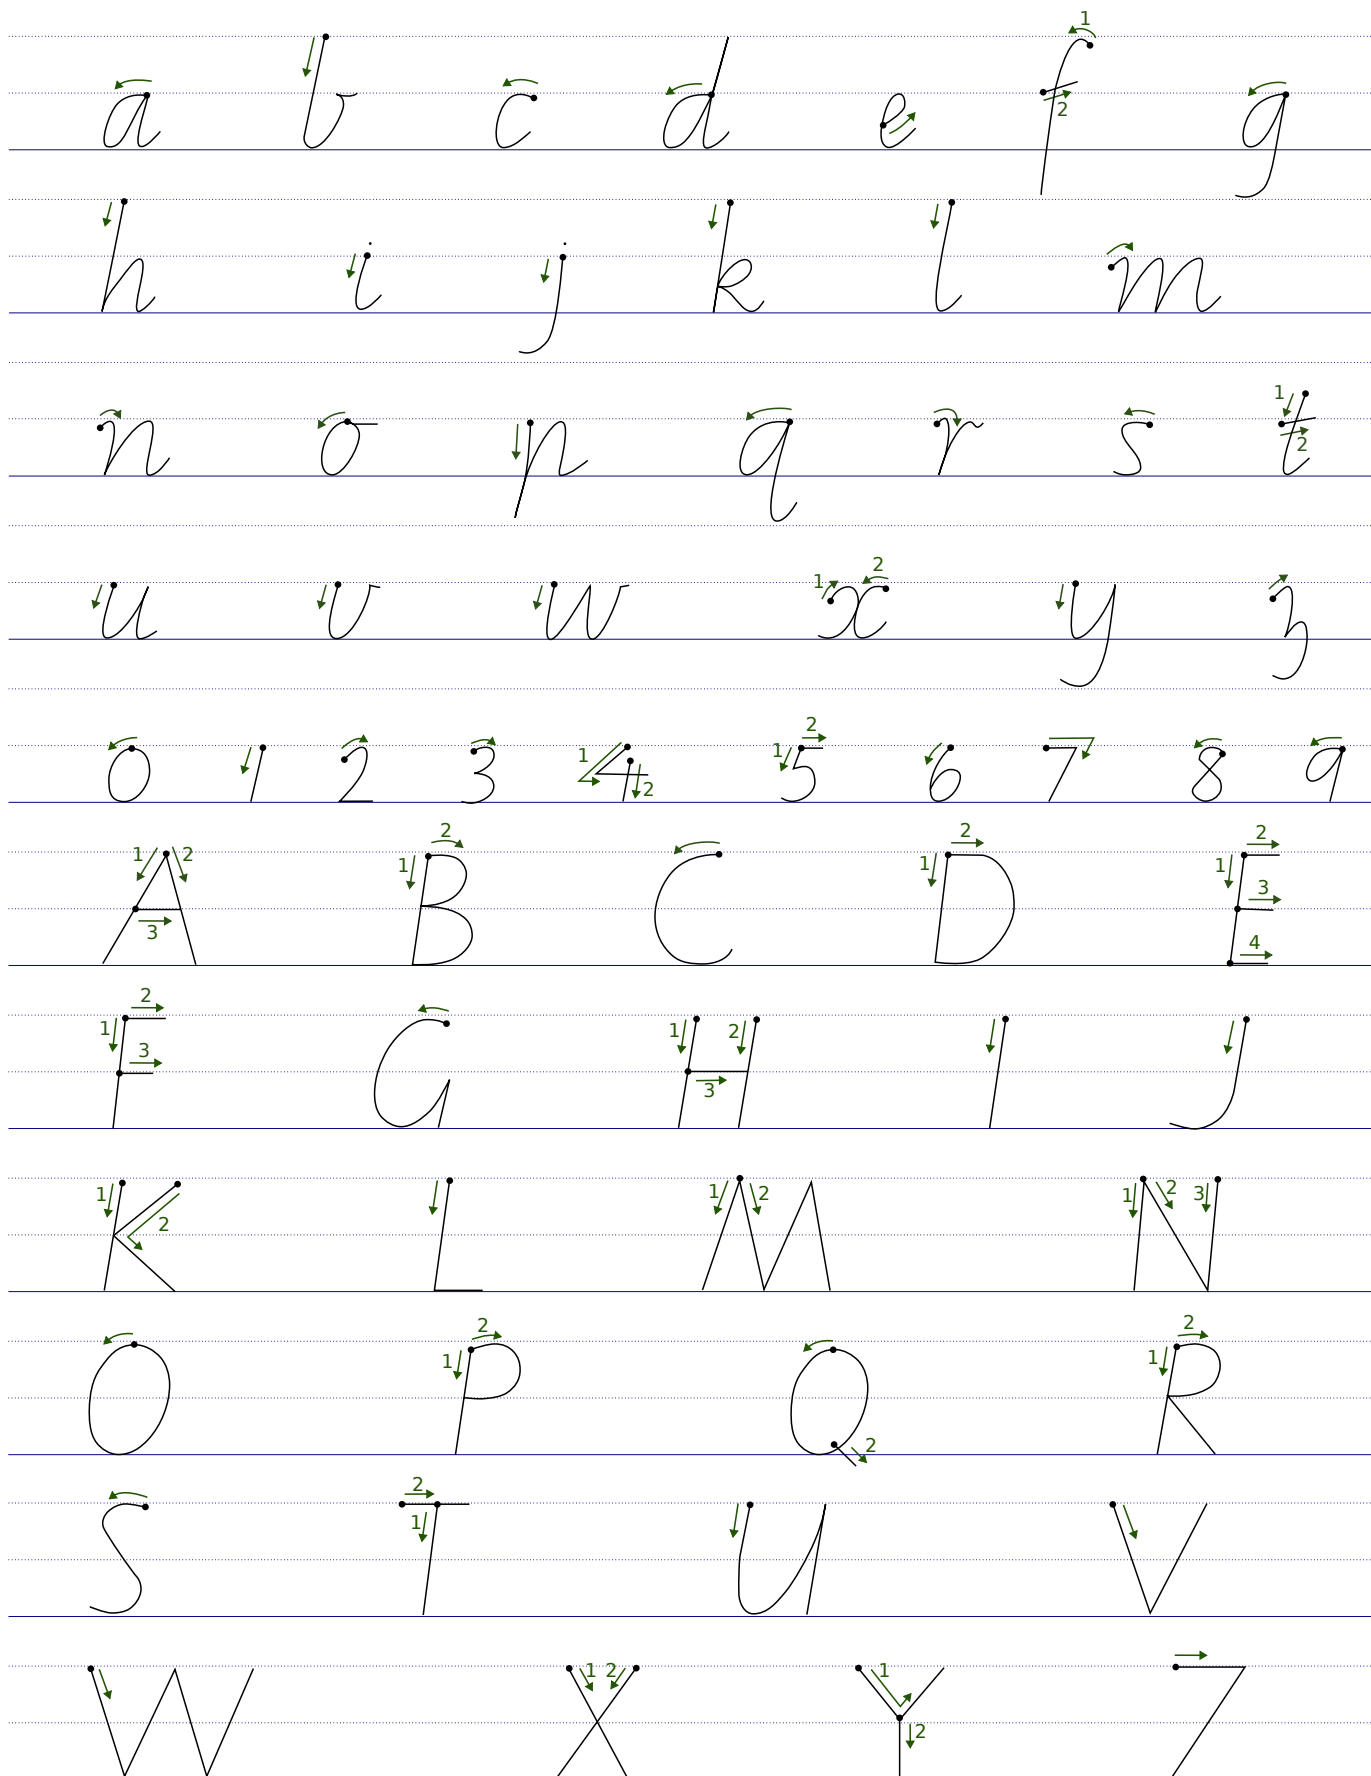 a b c d e f g
h i j k l m
n o p q r s t
u v w x y z
0 1 2 3 4 5 6 7 8 9
A B C D E
F G H I J
K L M N
O P Q R
S T U V
W X Y Z